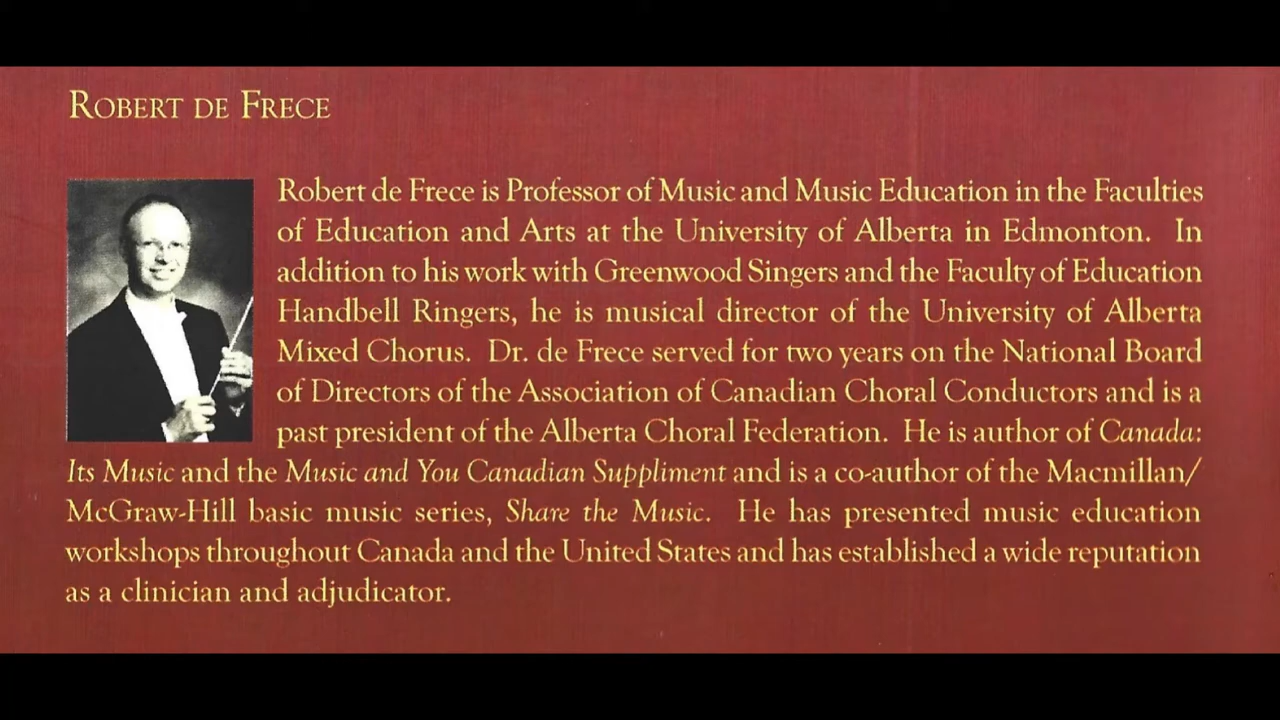 ROBERT DE FRECE
Robert de Frece is Professor of Music and Music Education in the Faculties
of Education and Arts at the University of Alberta in Edmonton. In
addition to his work with Greenwood Singers and the Faculty of Education
Handbell Ringers, he is musical director of the University of Alberta
Mixed Chorus. Dr. de Frece served for two years on the National Board
of Directors of the Association of Canadian Choral Conductors and is a
past president of the Alberta Choral Federation. He is author of Canada:
Its Music and the Music and You Canadian Suppliment and is a co-author of the Macmillan/
McGraw-Hill basic music series, Share the Music. He has presented music education
workshops throughout Canada and the United States and has established a wide reputation
as a clinician and adjudicator.